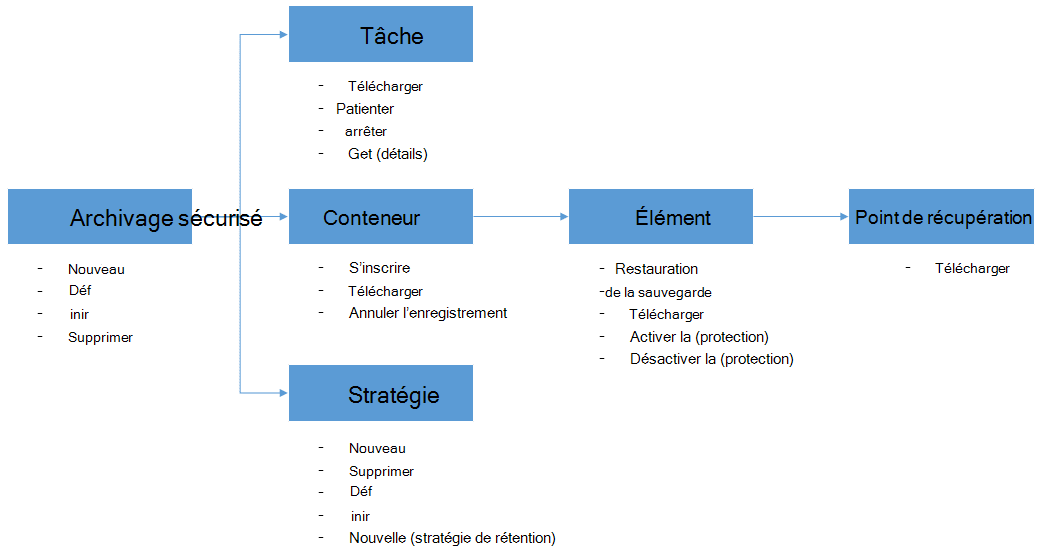 Tâche
- Télécharger
- Patienter
- arrêter
- Get (détails)
Archivage sécurisé
- Nouveau
- Déf
- inir
- Supprimer
Conteneur
- S’inscrire
- Télécharger
- Annuler l’enregistrement
Élément
- Restauration
-de la sauvegarde
- Télécharger
- Activer la (protection)
- Désactiver la (protection)
Point de récupération
- Télécharger
Stratégie
- Nouveau
- Supprimer
- Déf
- inir
- Nouvelle (stratégie de rétention)